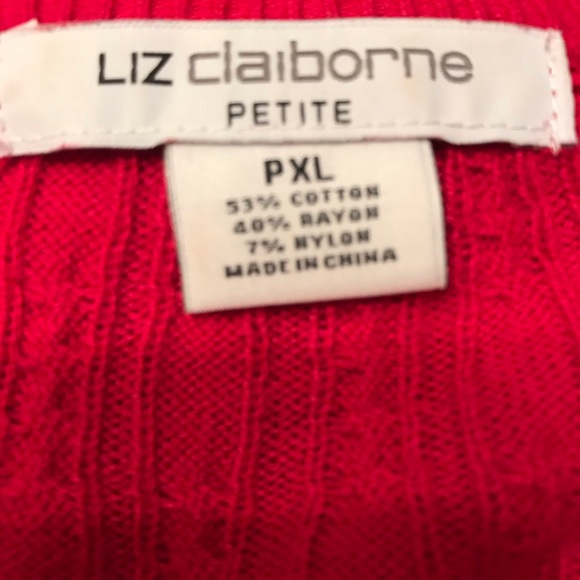 LIZ claiborne
PETITE
PXL
53% COTTON
40% RAYON
7% NYLON
MADE IN CHINA